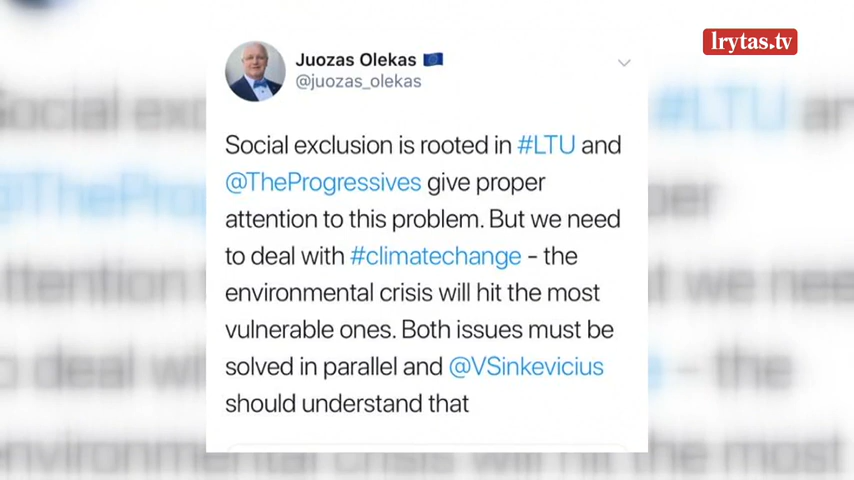 lrytas.tv
Juozas Olekas 🇪🇺
@juozas_olekas
Social exclusion is rooted in #LTU and
@TheProgressives give proper
attention to this problem. But we need
to deal with #climatechange - the
environmental crisis will hit the most
vulnerable ones. Both issues must be
solved in parallel and @VSinkevicius
should understand that